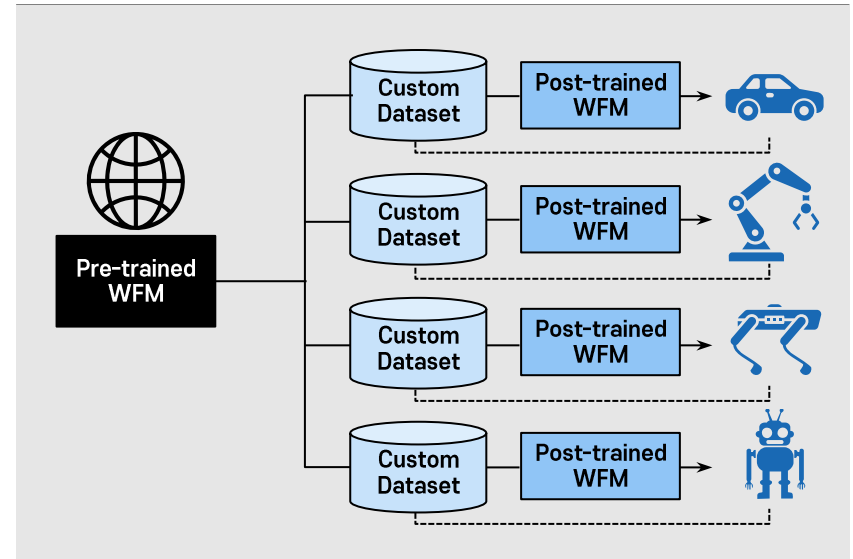 Pre-trained
WFM
Custom
Dataset
Post-trained
WFM
Custom
Dataset
Post-trained
WFM
Custom
Dataset
Post-trained
WFM
Custom
Dataset
Post-trained
WFM